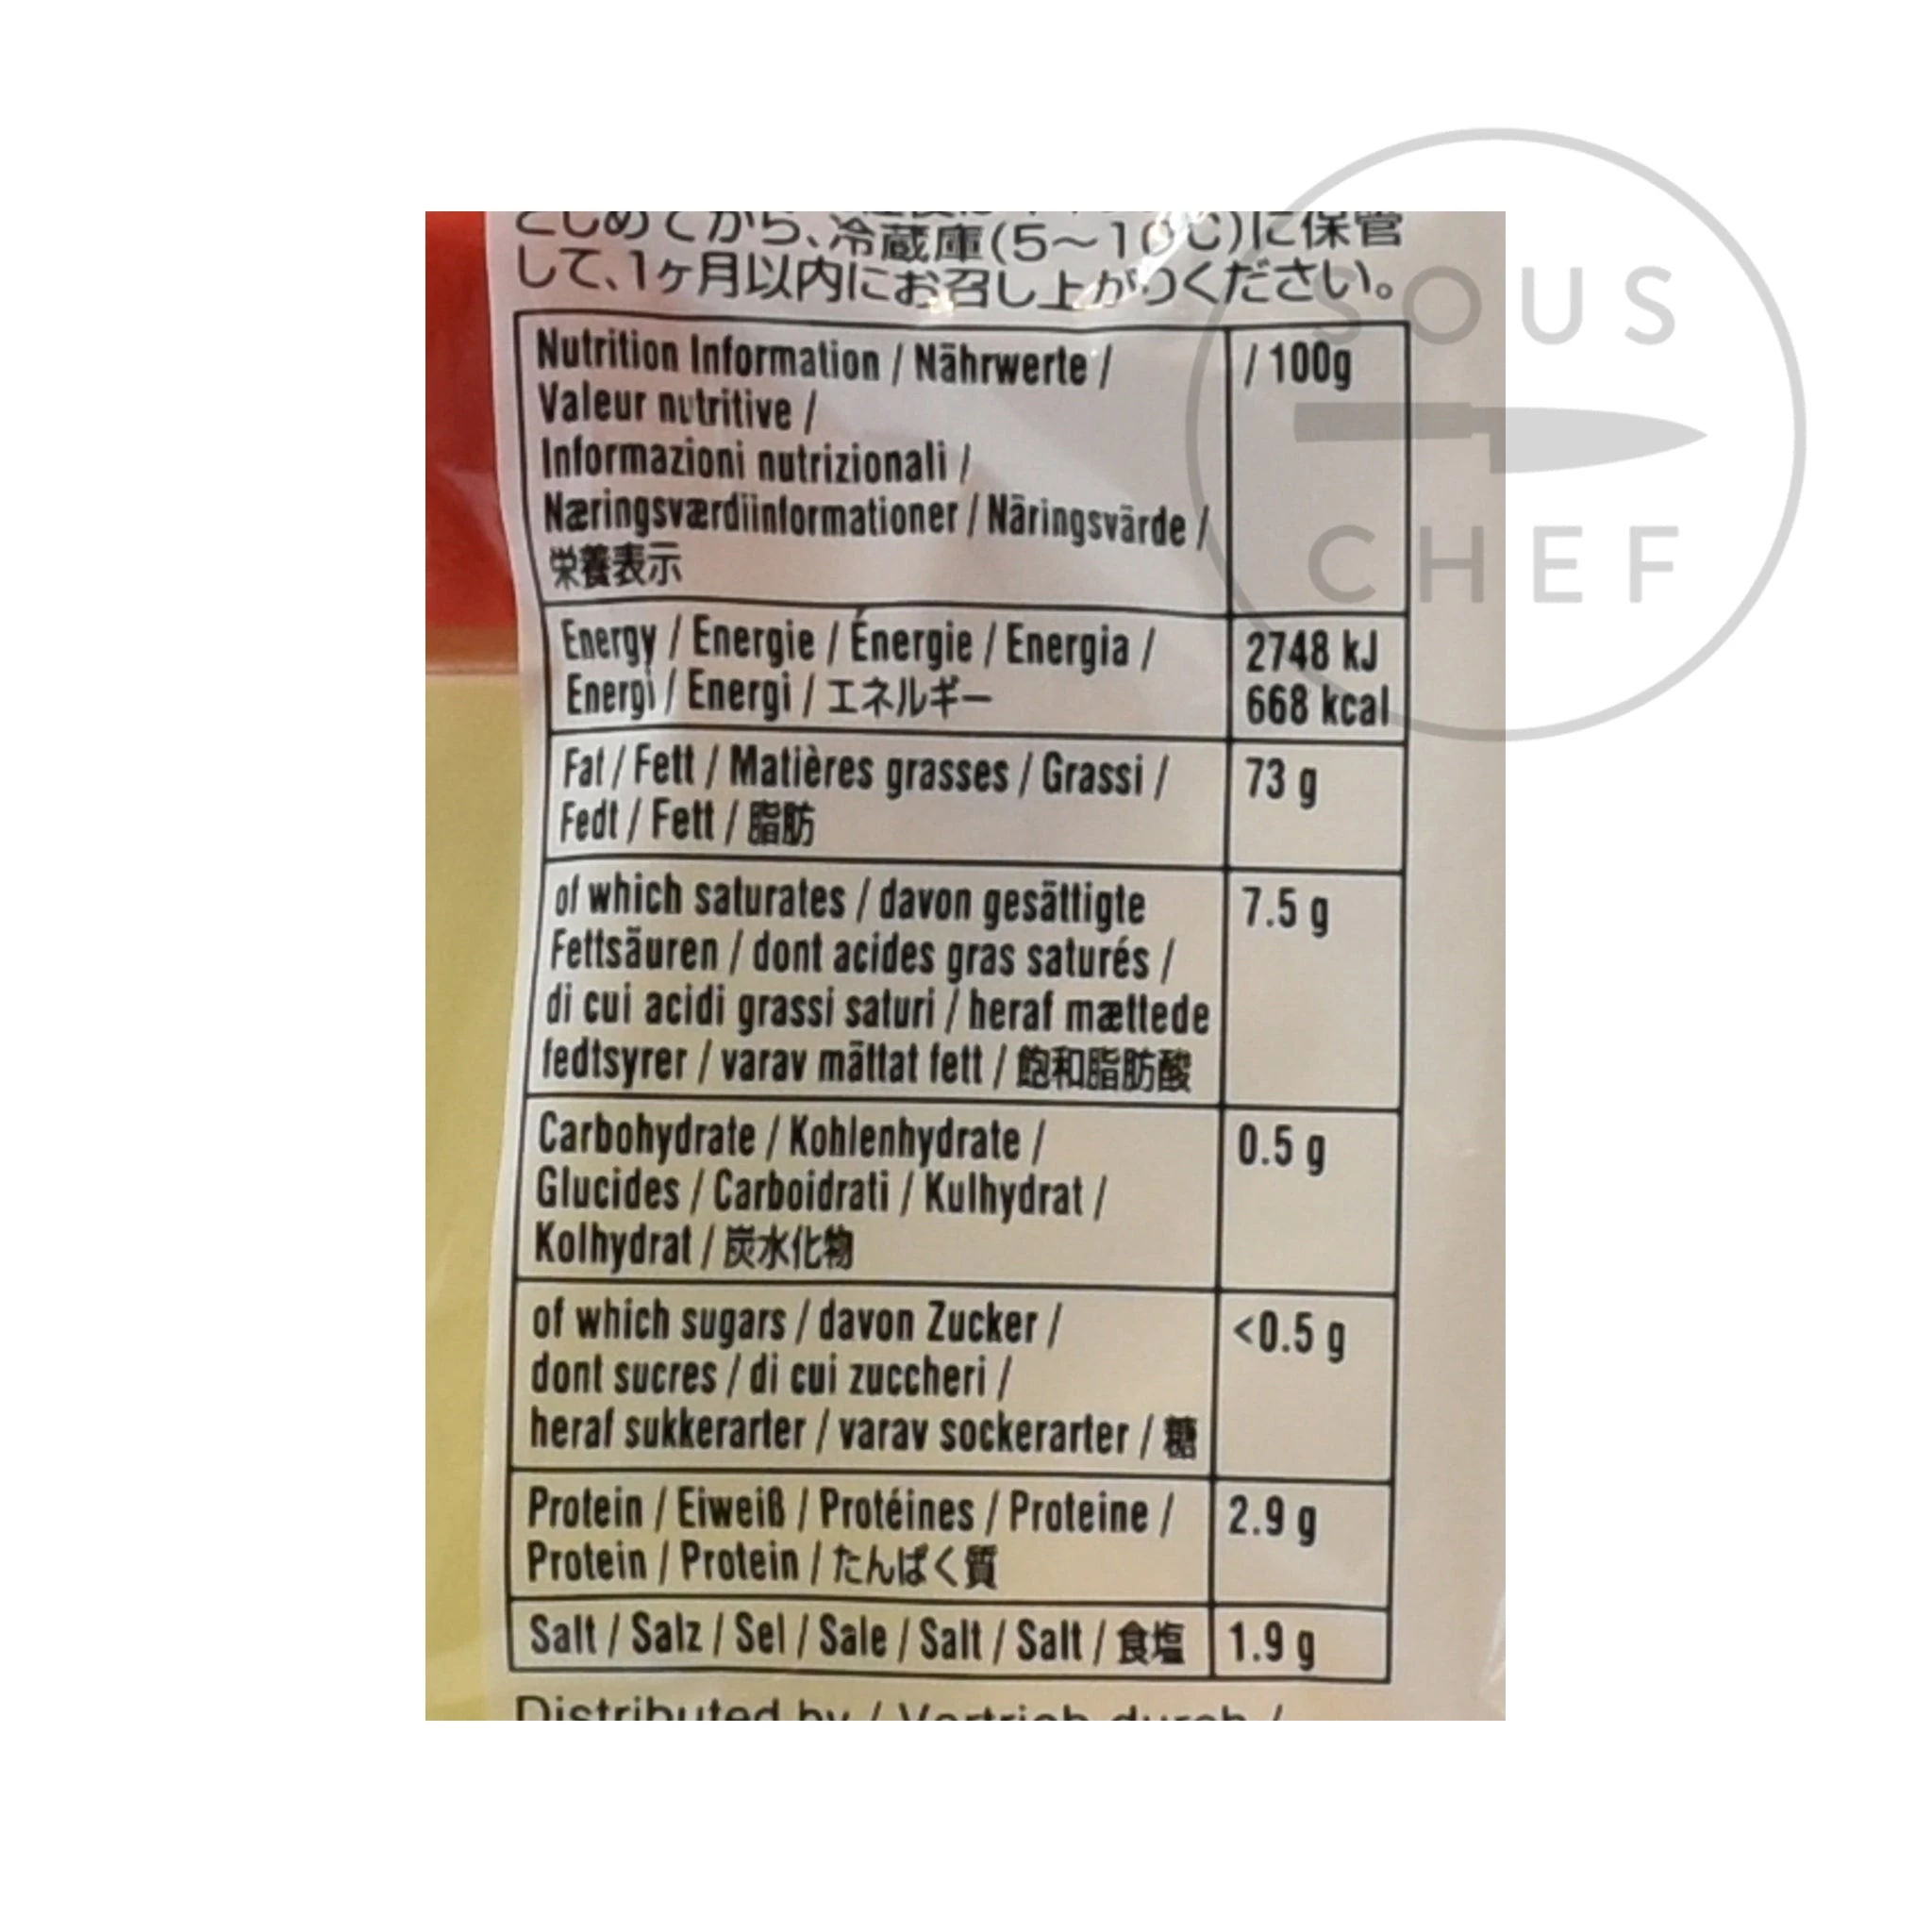 とじめてから、冷蔵庫(5～10℃)に保管
して、1ヶ月以内にお召し上がりください。
Nutrition Information / Nährwerte / / 100g
Valeur nutritive /
Informazioni nutrizionali /
Næringsværdiinformationer / Näringsvärde /
栄養表示
Energy / Energie / Énergie / Energia / 2748 kJ
Energi / Energi / エネルギー 668 kcal
Fat / Fett / Matières grasses / Grassi / 73 g
Fedt / Fett / 脂肪
of which saturates / davon gesättigte 7.5 g
Fettsäuren / dont acides gras saturés /
di cui acidi grassi saturi / heraf mættede
fedtsyrer / varav mättat fett / 飽和脂肪酸
Carbohydrate / Kohlenhydrate / 0.5 g
Glucides / Carboidrati / Kulhydrat /
Kolhydrat / 炭水化物
of which sugars / davon Zucker / <0.5 g
dont sucres / di cui zuccheri /
heraf sukkerarter / varav sockerarter / 糖
Protein / Eiweiß / Protéines / Proteine / 2.9 g
Protein / Protein / たんぱく質
Salt / Salz / Sel / Sale / Salt / Salt / 食塩 1.9 g
Distributed by / Vertrieb durch /
SOUS
CHEF